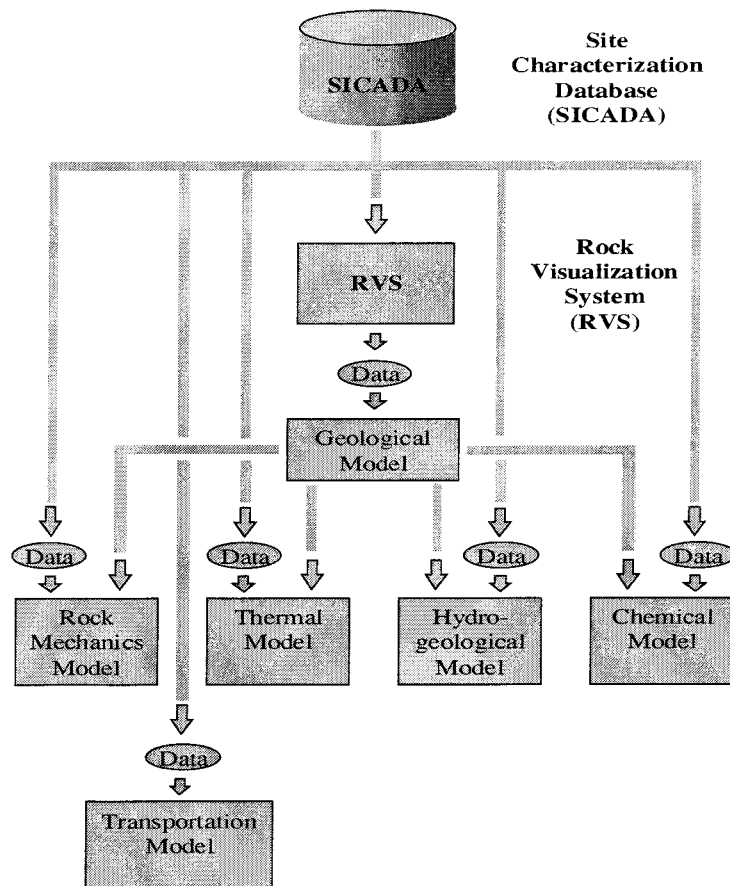 SICADA
Site
Characterization
Database
(SICADA)
RVS
Rock
Visualization
System
(RVS)
Data
Geological
Model
Data
Data
Data
Data
Rock
Mechanics
Model
Thermal
Model
Hydro-
geological
Model
Chemical
Model
Data
Transportation
Model